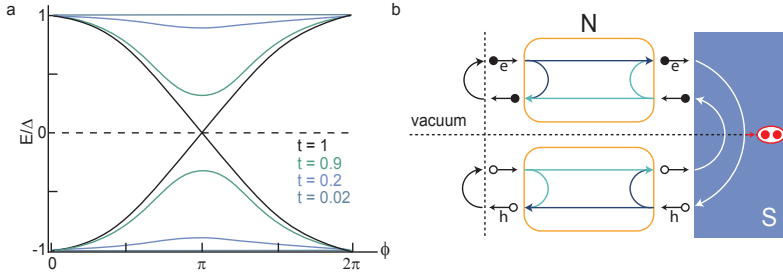 a
E/Δ
1
0
-1
t = 1
t = 0.9
t = 0.2
t = 0.02
0
π
2π
ϕ
b
N
e
e
vacuum
h
h
S